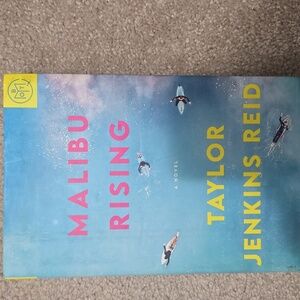 MALIBU
RISING
A NOVEL
TAYLOR
JENKINS REID